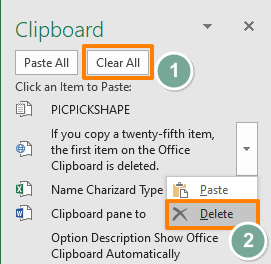 Clipboard
Paste All
Clear All
1
Click an Item to Paste:
PICPICKSHAPE
If you copy a twenty-fifth item,
the first item on the Office
Clipboard is deleted.
Name Charizard Type
Paste
Clipboard pane to
Delete
2
Option Description Show Office
Clipboard Automatically